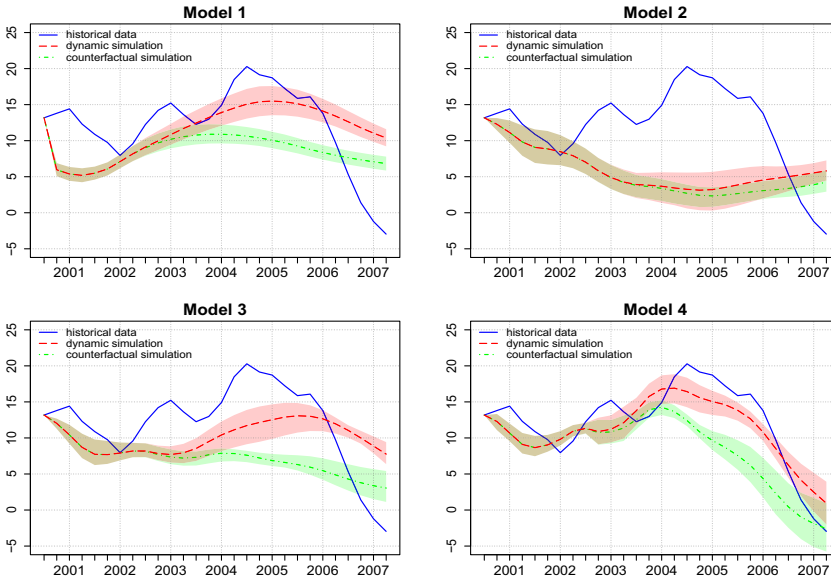 Model 1
historical data
dynamic simulation
counterfactual simulation
25
20
15
10
5
0
−5
2001 2002 2003 2004 2005 2006 2007
Model 2
historical data
dynamic simulation
counterfactual simulation
25
20
15
10
5
0
−5
2001 2002 2003 2004 2005 2006 2007
Model 3
historical data
dynamic simulation
counterfactual simulation
25
20
15
10
5
0
−5
2001 2002 2003 2004 2005 2006 2007
Model 4
historical data
dynamic simulation
counterfactual simulation
25
20
15
10
5
0
−5
2001 2002 2003 2004 2005 2006 2007